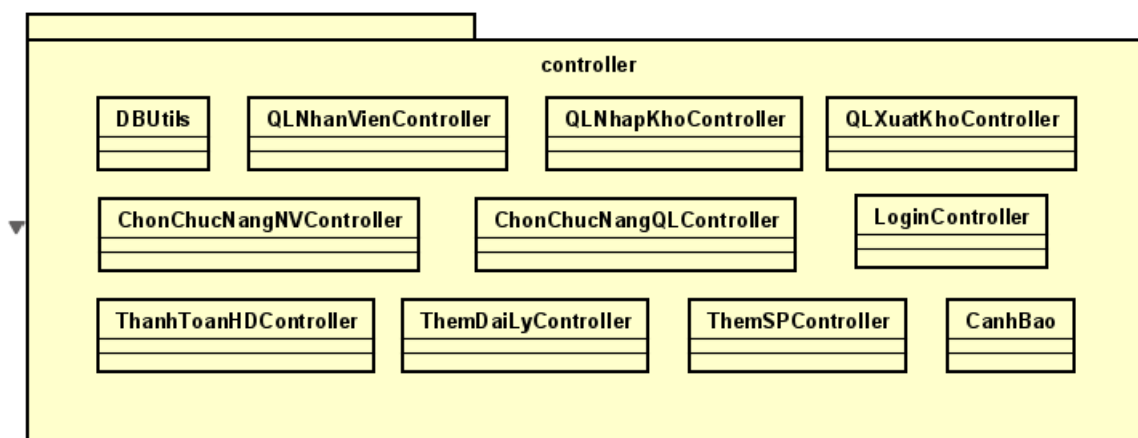 controller
DBUtils
QLNhanVienController
QLNhapKhoController
QLXuatKhoController
ChonChucNangNVController
ChonChucNangQLController
LoginController
ThanhToanHDController
ThemDaiLyController
ThemSPController
CanhBao